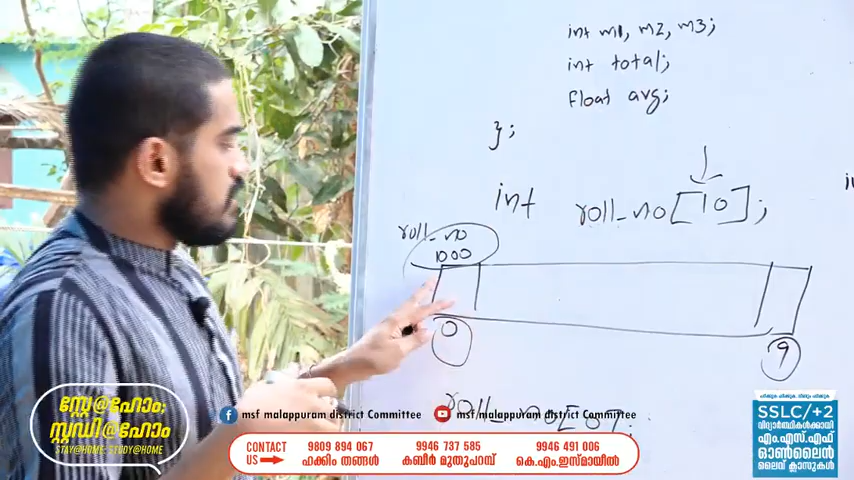 int m1, m2, m3;
int total;
float avg;
};
int roll_no[10];
roll_no
1000
0
9
സ്റ്റേ@ഹോം;
സ്റ്റഡി@ഹോം
STAY@HOME; STUDY@HOME
msf malappuram district Committee
msf malappuram district Committee
CONTACT US
9809 894 067
ഹക്കീം തങ്ങൾ
9946 737 585
കബീർ മുതുപറമ്പ്
9946 491 006
കെ.എം.ഇസ്മായീൽ
SSLC/+2
വിദ്യാർത്ഥികൾക്കായി
എം.എസ്.എഫ്
ഓൺലൈൻ
ലൈവ് ക്ലാസുകൾ